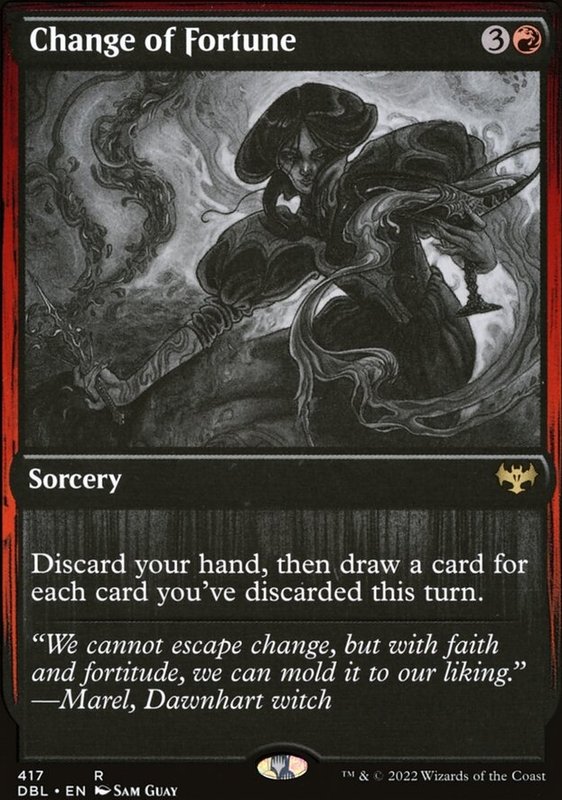 Change of Fortune 3
Sorcery
Discard your hand, then draw a card for
each card you've discarded this turn.
“We cannot escape change, but with faith
and fortitude, we can mold it to our liking.”
—Marel, Dawnhart witch
417 R
DBL • EN SAM GUAY ™ & © 2022 Wizards of the Coast